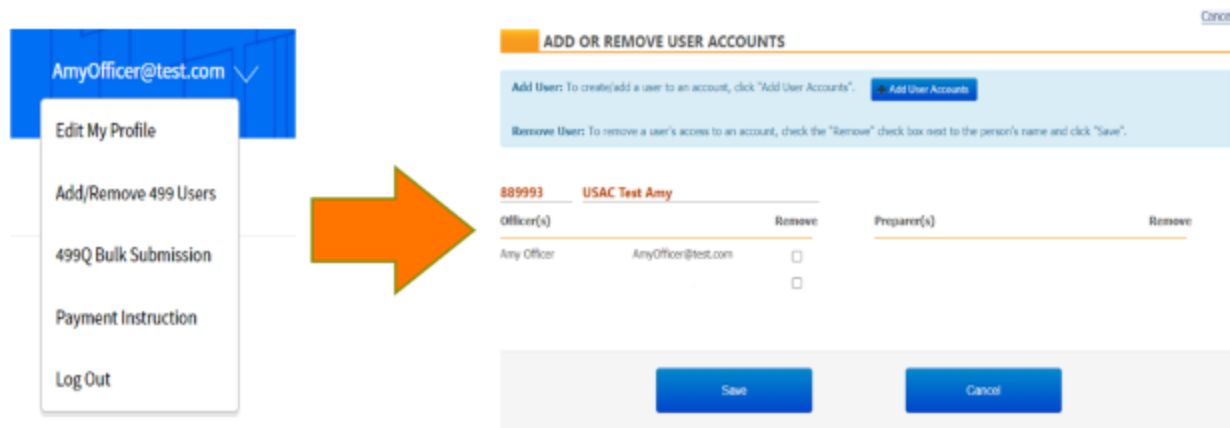 AmyOfficer@test.com
Edit My Profile
Add/Remove 499 Users
499Q Bulk Submission
Payment Instruction
Log Out
Cancel
ADD OR REMOVE USER ACCOUNTS
Add User: To create/add a user to an account, click "Add User Accounts". + Add User Accounts
Remove User: To remove a user's access to an account, check the "Remove" check box next to the person's name and click "Save".
889993 USAC Test Amy
Officer(s) Remove Preparer(s) Remove
Amy Officer AmyOfficer@test.com
Save Cancel